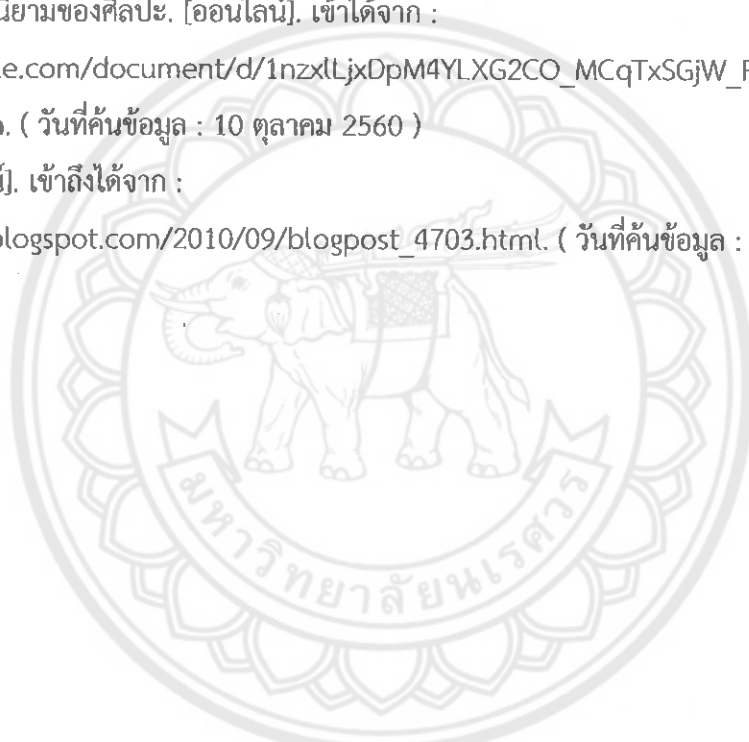 นิยามของศิลปะ. [ออนไลน์]. เข้าได้จาก :
le.com/document/d/1nzxlLjxDpM4YLXG2CO_MCqTxSGjW_F
. ( วันที่ค้นข้อมูล : 10 ตุลาคม 2560 )
]. เข้าถึงได้จาก :
blogspot.com/2010/09/blogpost_4703.html. ( วันที่ค้นข้อมูล :
มหาวิทยาลัยนเรศวร